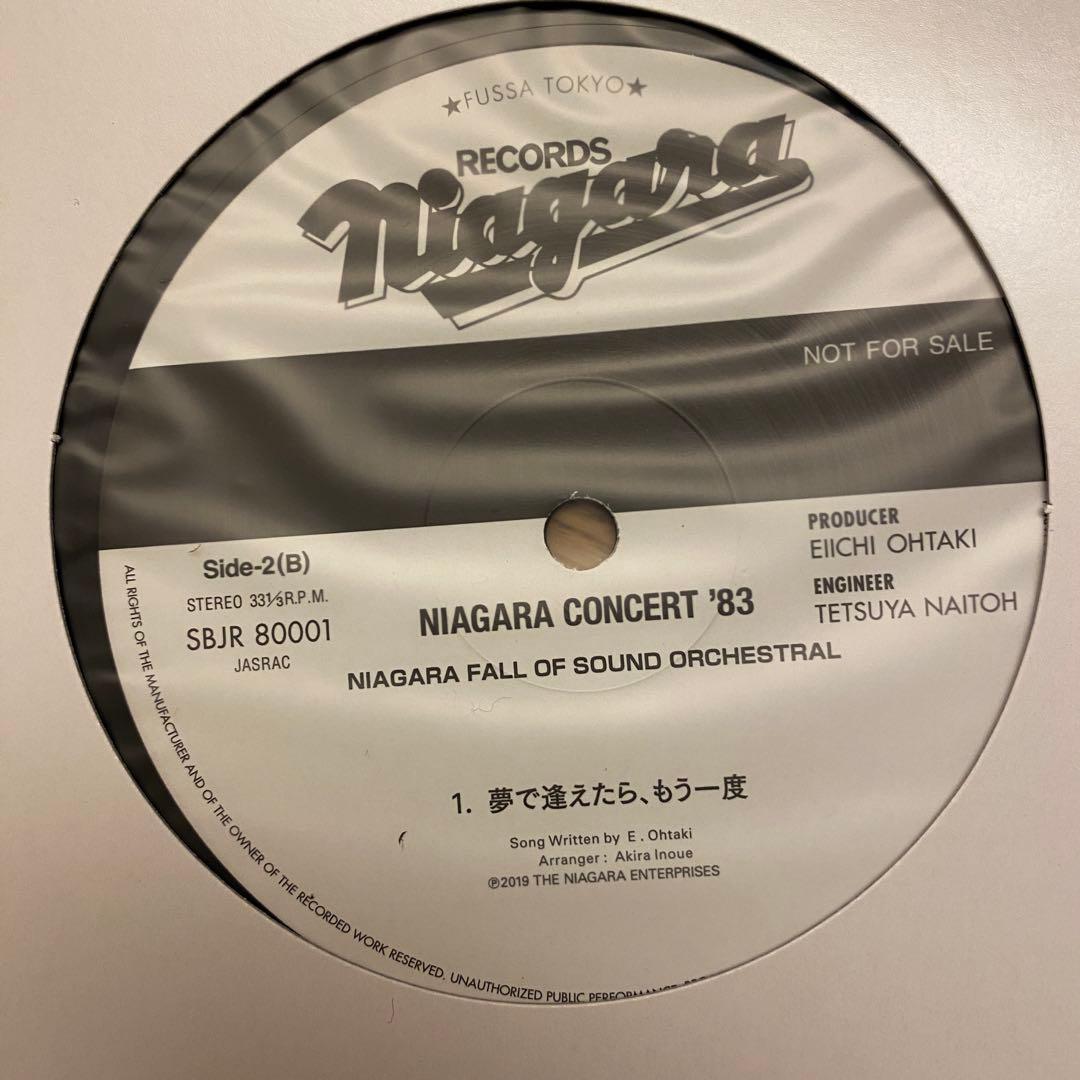 ★FUSSA TOKYO★
RECORDS
Niagara
NOT FOR SALE
Side-2(B)
STEREO 33⅓R.P.M.
SBJR 80001
JASRAC
PRODUCER
EIICHI OHTAKI
ENGINEER
TETSUYA NAITOH
NIAGARA CONCERT '83
NIAGARA FALL OF SOUND ORCHESTRAL
1. 夢で逢えたら、もう一度
Song Written by E. Ohtaki
Arranger: Akira Inoue
℗2019 THE NIAGARA ENTERPRISES
ALL RIGHTS OF THE MANUFACTURER AND OF THE OWNER OF THE RECORDED WORK RESERVED. UNAUTHORIZED PUBLIC